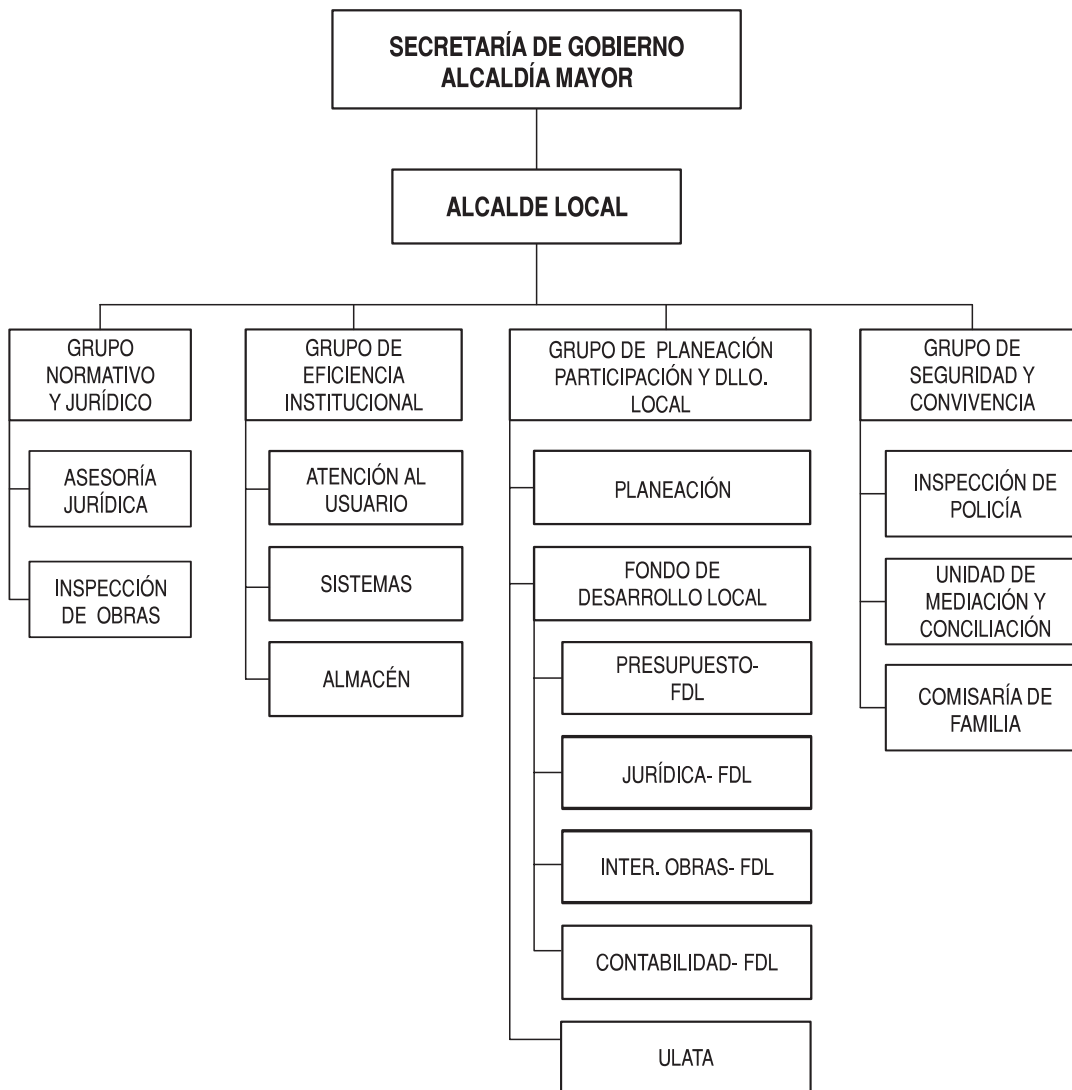 SECRETARÍA DE GOBIERNO
ALCALDÍA MAYOR
ALCALDE LOCAL
GRUPO
NORMATIVO
Y JURÍDICO
ASESORÍA
JURÍDICA
INSPECCIÓN
DE OBRAS
GRUPO DE
EFICIENCIA
INSTITUCIONAL
ATENCIÓN AL
USUARIO
SISTEMAS
ALMACÉN
GRUPO DE PLANEACIÓN
PARTICIPACIÓN Y DLLO.
LOCAL
PLANEACIÓN
FONDO DE
DESARROLLO LOCAL
PRESUPUESTO-
FDL
JURÍDICA- FDL
INTER. OBRAS- FDL
CONTABILIDAD- FDL
ULATA
GRUPO DE
SEGURIDAD Y
CONVIVENCIA
INSPECCIÓN DE
POLICÍA
UNIDAD DE
MEDIACIÓN Y
CONCILIACIÓN
COMISARÍA DE
FAMILIA